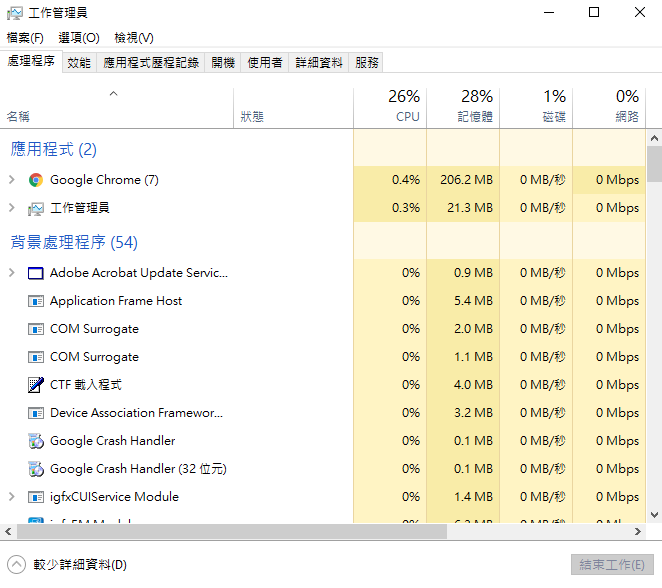 工作管理員
檔案(F) 選項(O) 檢視(V)
處理程序 效能 應用程式歷程記錄 開機 使用者 詳細資料 服務
26% 28% 1% 0%
名稱 狀態 CPU 記憶體 磁碟 網路
應用程式 (2)
Google Chrome (7) 0.4% 206.2 MB 0 MB/秒 0 Mbps
工作管理員 0.3% 21.3 MB 0 MB/秒 0 Mbps
背景處理程序 (54)
Adobe Acrobat Update Servic... 0% 0.9 MB 0 MB/秒 0 Mbps
Application Frame Host 0% 5.4 MB 0 MB/秒 0 Mbps
COM Surrogate 0% 2.0 MB 0 MB/秒 0 Mbps
COM Surrogate 0% 1.1 MB 0 MB/秒 0 Mbps
CTF 載入程式 0% 4.0 MB 0 MB/秒 0 Mbps
Device Association Framewor... 0% 3.2 MB 0 MB/秒 0 Mbps
Google Crash Handler 0% 0.1 MB 0 MB/秒 0 Mbps
Google Crash Handler (32 位元) 0% 0.1 MB 0 MB/秒 0 Mbps
igfxCUIService Module 0% 1.4 MB 0 MB/秒 0 Mbps
較少詳細資料(D) 結束工作(E)